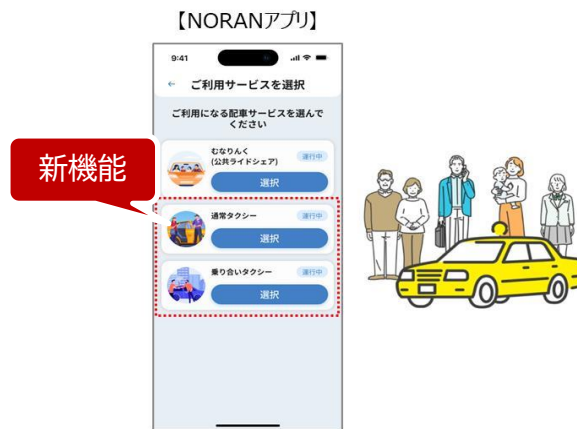 【NORANアプリ】
9:41
← ご利用サービスを選択
ご利用になる配車サービスを選んで
ください
新機能
むなりんく
(公共ライドシェア)
運行中
選択
通常タクシー
運行中
選択
乗り合いタクシー
運行中
選択